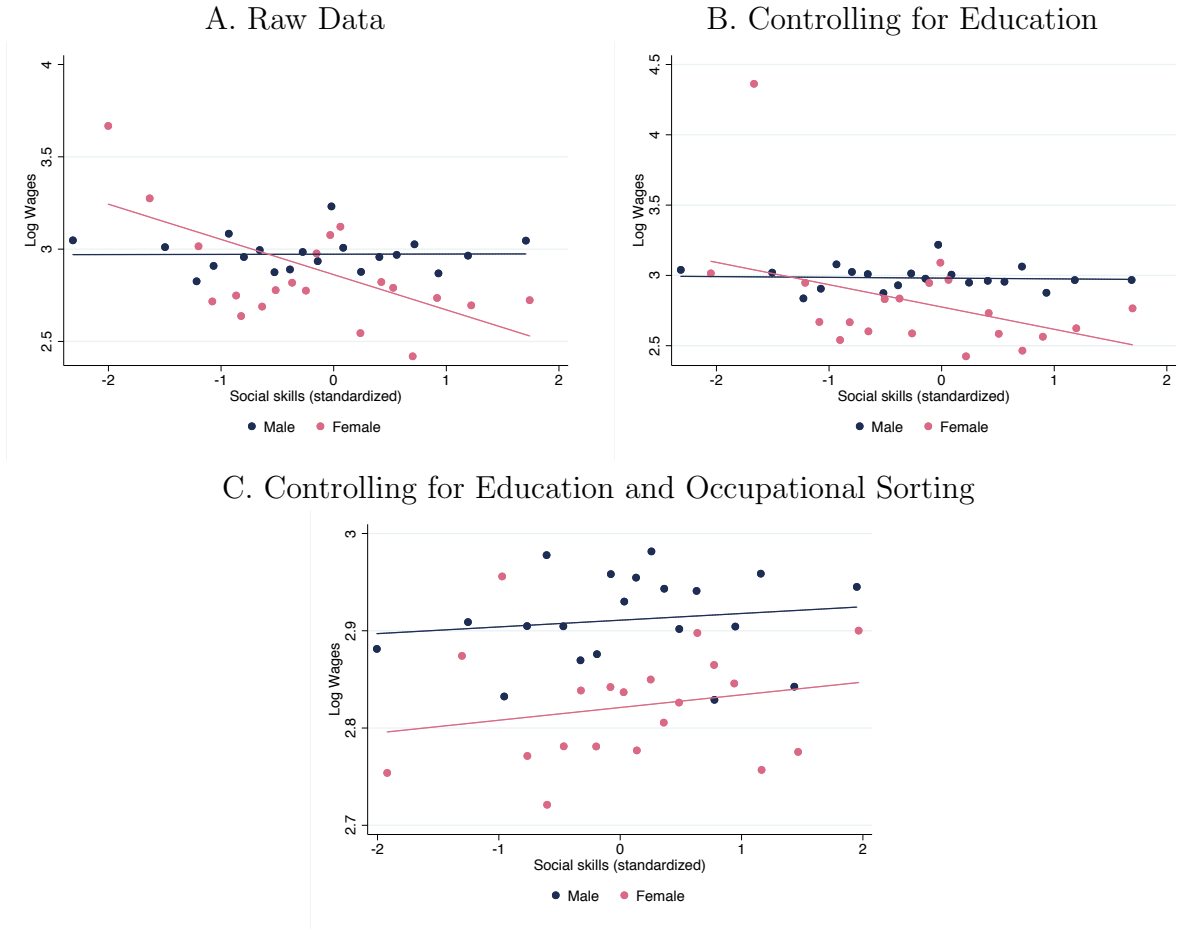 A. Raw Data
4
3.5
3
2.5
Log Wages
-2 -1 0 1 2
Social skills (standardized)
Male Female
B. Controlling for Education
4.5
4
3.5
3
2.5
Log Wages
-2 -1 0 1 2
Social skills (standardized)
Male Female
C. Controlling for Education and Occupational Sorting
3
2.9
2.8
2.7
Log Wages
-2 -1 0 1 2
Social skills (standardized)
Male Female